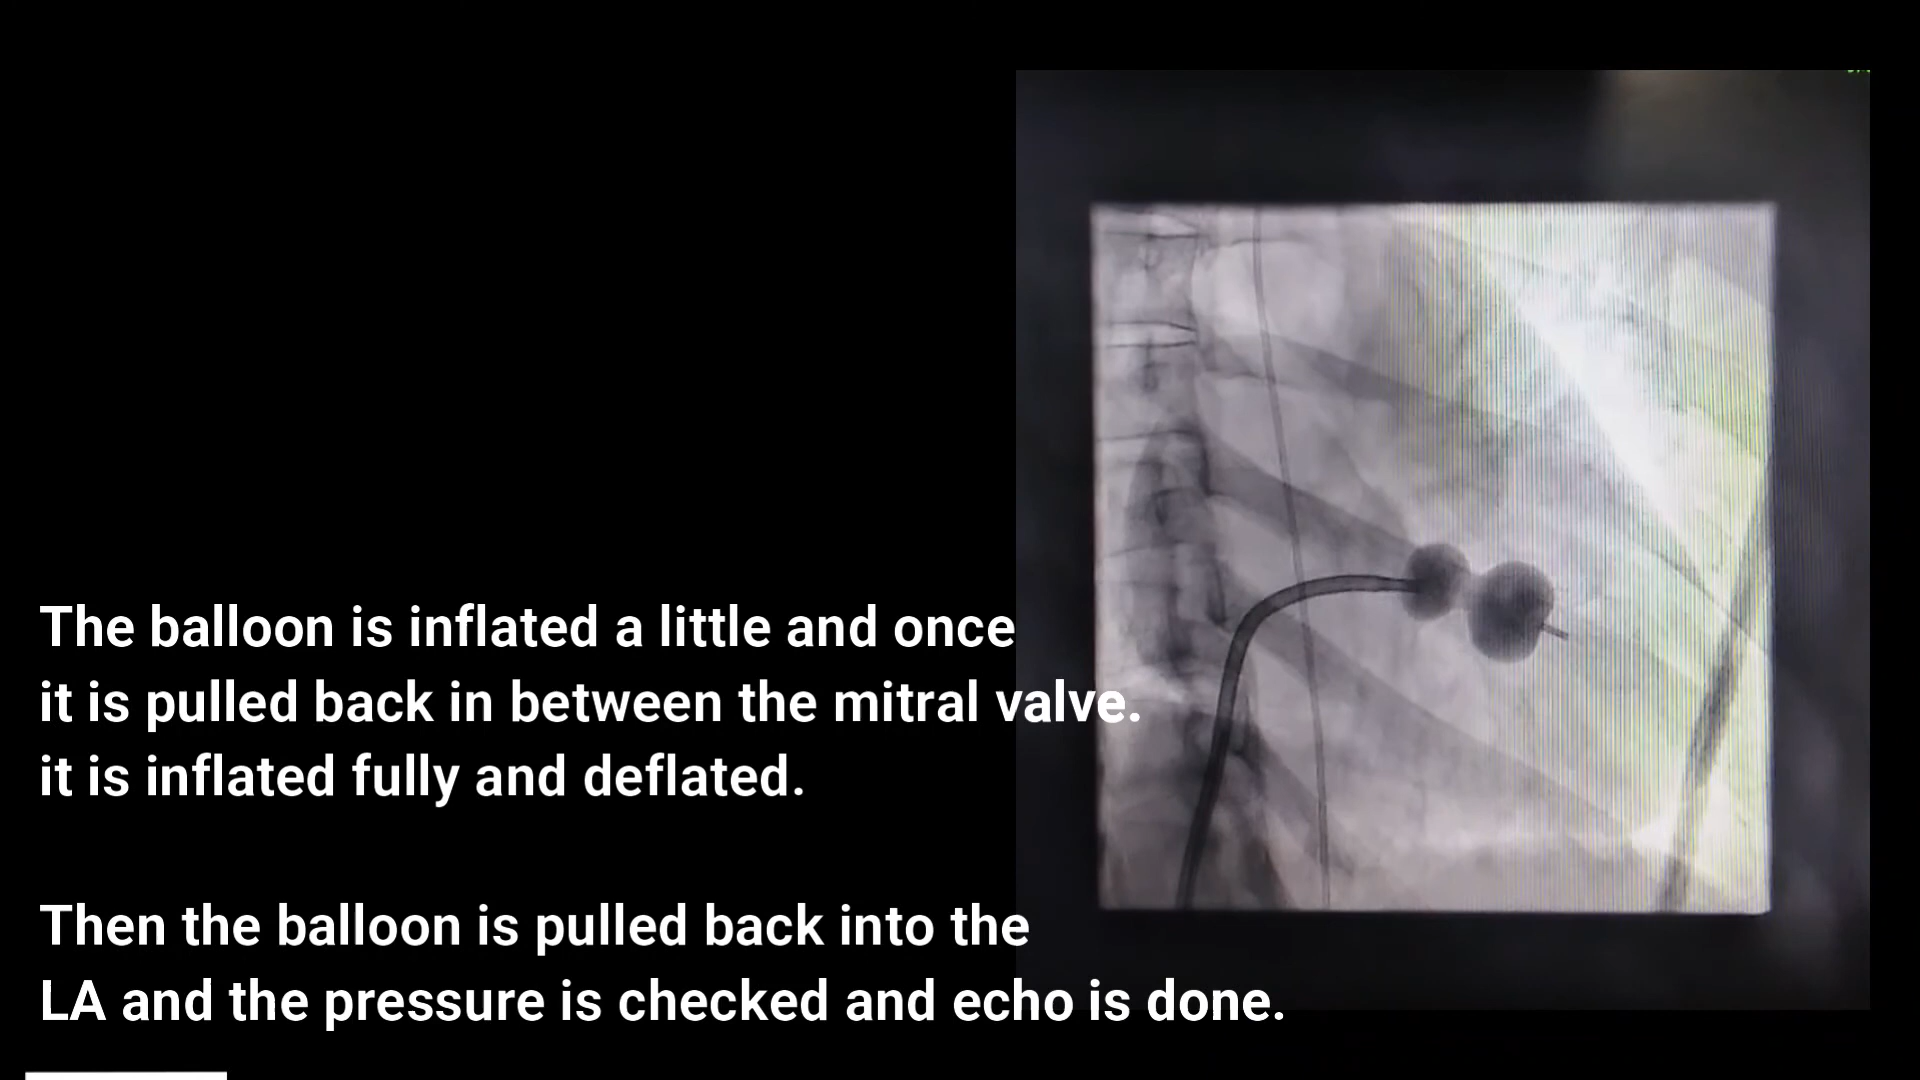 The balloon is inflated a little and once
it is pulled back in between the mitral valve.
it is inflated fully and deflated.
Then the balloon is pulled back into the
LA and the pressure is checked and echo is done.